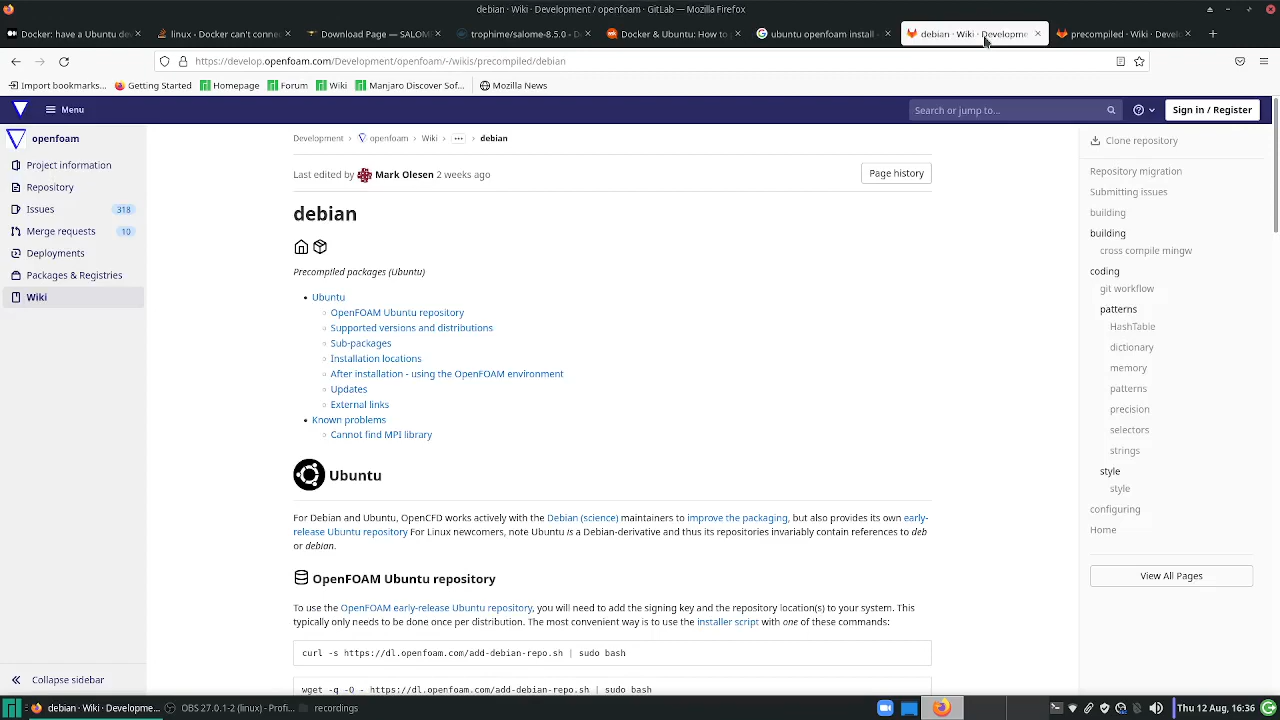 debian · Wiki · Development / openfoam · GitLab — Mozilla Firefox
Docker: have a Ubuntu dev
linux - Docker can't conne
Download Page — SALOM
trophime/salome-8.5.0 - Do
Docker & Ubuntu: How to
ubuntu openfoam install -
debian · Wiki · Developme
precompiled · Wiki · Devel
https://develop.openfoam.com/Development/openfoam/-/wikis/precompiled/debian
Import bookmarks...
Getting Started
Homepage
Forum
Wiki
Manjaro Discover Sof...
Mozilla News
Menu
Search or jump to...
Sign in / Register
openfoam
Project information
Repository
Issues 318
Merge requests 10
Deployments
Packages & Registries
Wiki
Collapse sidebar
Development › openfoam › Wiki › ··· › debian
Last edited by Mark Olesen 2 weeks ago
Page history
debian
Precompiled packages (Ubuntu)
Ubuntu
OpenFOAM Ubuntu repository
Supported versions and distributions
Sub-packages
Installation locations
After installation - using the OpenFOAM environment
Updates
External links
Known problems
Cannot find MPI library
Ubuntu
For Debian and Ubuntu, OpenCFD works actively with the Debian (science) maintainers to improve the packaging, but also provides its own early-
release Ubuntu repository For Linux newcomers, note Ubuntu is a Debian-derivative and thus its repositories invariably contain references to deb
or debian.
OpenFOAM Ubuntu repository
To use the OpenFOAM early-release Ubuntu repository, you will need to add the signing key and the repository location(s) to your system. This
typically only needs to be done once per distribution. The most convenient way is to use the installer script with one of these commands:
curl -s https://dl.openfoam.com/add-debian-repo.sh | sudo bash
wget -q -O - https://dl.openfoam.com/add-debian-repo.sh | sudo bash
Clone repository
Repository migration
Submitting issues
building
building
cross compile mingw
coding
git workflow
patterns
HashTable
dictionary
memory
patterns
precision
selectors
strings
style
style
configuring
Home
View All Pages
debian · Wiki · Developme...
OBS 27.0.1-2 (linux) - Profi...
recordings
Thu 12 Aug, 16:36